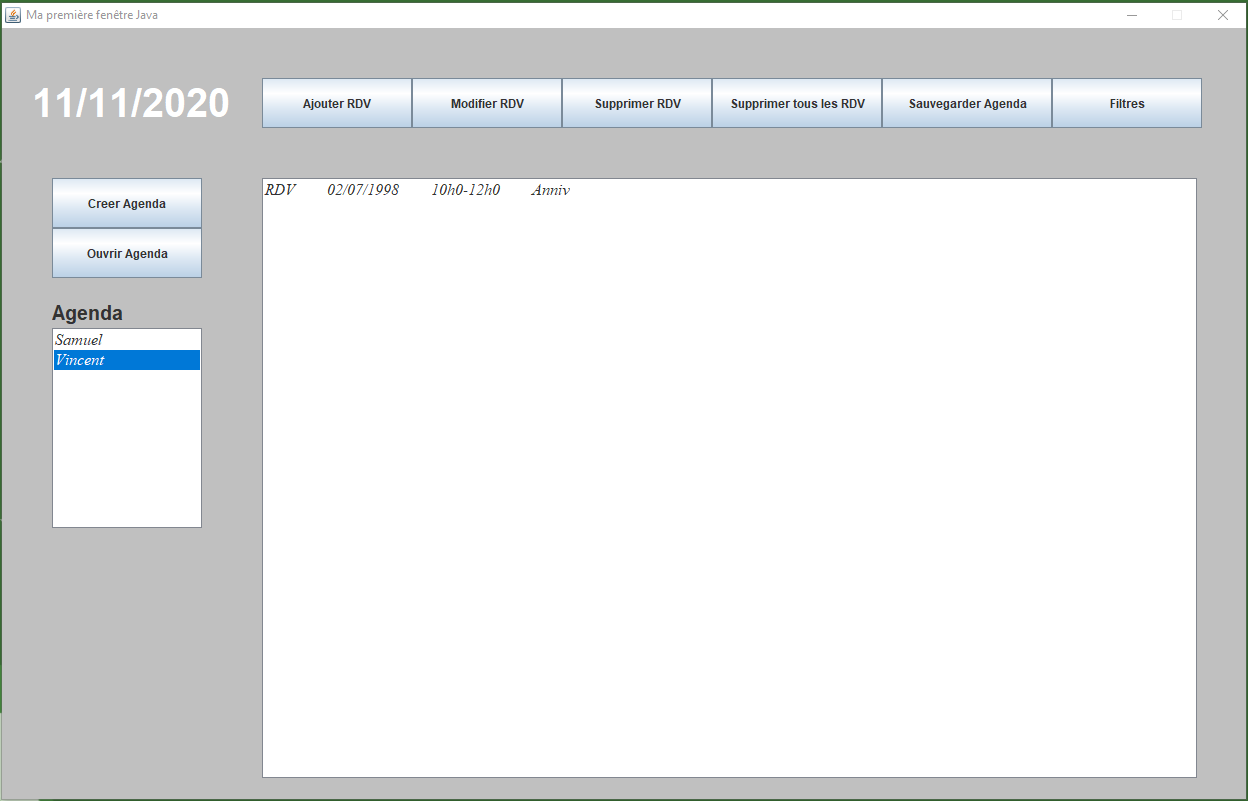 Ma première fenêtre Java
11/11/2020
Ajouter RDV
Modifier RDV
Supprimer RDV
Supprimer tous les RDV
Sauvegarder Agenda
Filtres
Creer Agenda
Ouvrir Agenda
Agenda
Samuel
Vincent
RDV 02/07/1998 10h0-12h0 Anniv